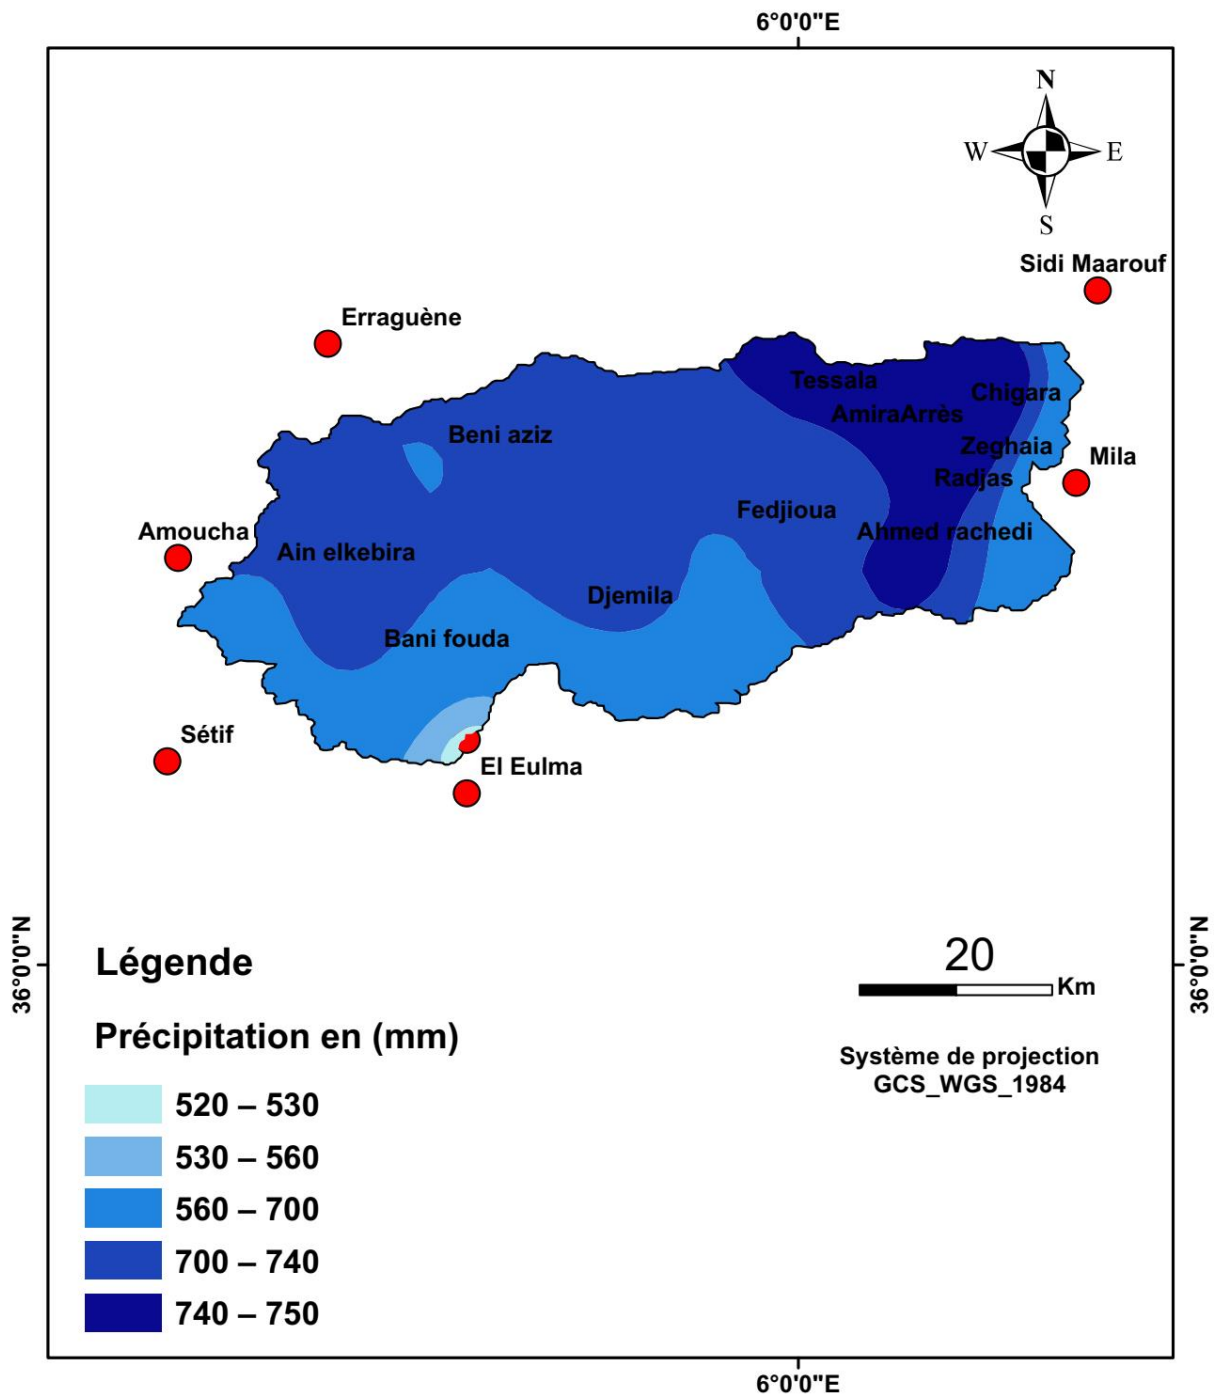 6°0'0"E
N
W
E
S
Sidi Maarouf
Erraguène
Tessala
Chigara
AmiraArrès
Beni aziz
Zeghaia
Mila
Radjas
Fedjioua
Amoucha
Ahmed rachedi
Ain elkebira
Djemila
Bani fouda
Sétif
El Eulma
36°0'0"N
36°0'0"N
Légende
20
Km
Précipitation en (mm)
Système de projection
GCS_WGS_1984
520 – 530
530 – 560
560 – 700
700 – 740
740 – 750
6°0'0"E